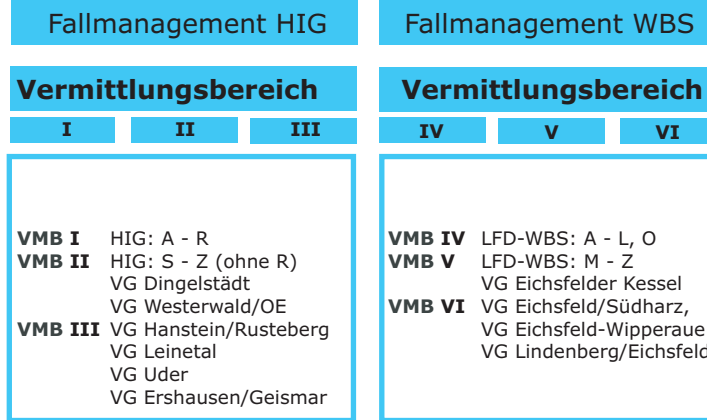 Fallmanagement HIG
Vermittlungsbereich
I II III
VMB I HIG: A - R
VMB II HIG: S - Z (ohne R)
VG Dingelstädt
VG Westerwald/OE
VMB III VG Hanstein/Rusteberg
VG Leinetal
VG Uder
VG Ershausen/Geismar
Fallmanagement WBS
Vermittlungsbereich
IV V VI
VMB IV LFD-WBS: A - L, O
VMB V LFD-WBS: M - Z
VG Eichsfelder Kessel
VMB VI VG Eichsfeld/Südharz,
VG Eichsfeld-Wipperaue
VG Lindenberg/Eichsfeld